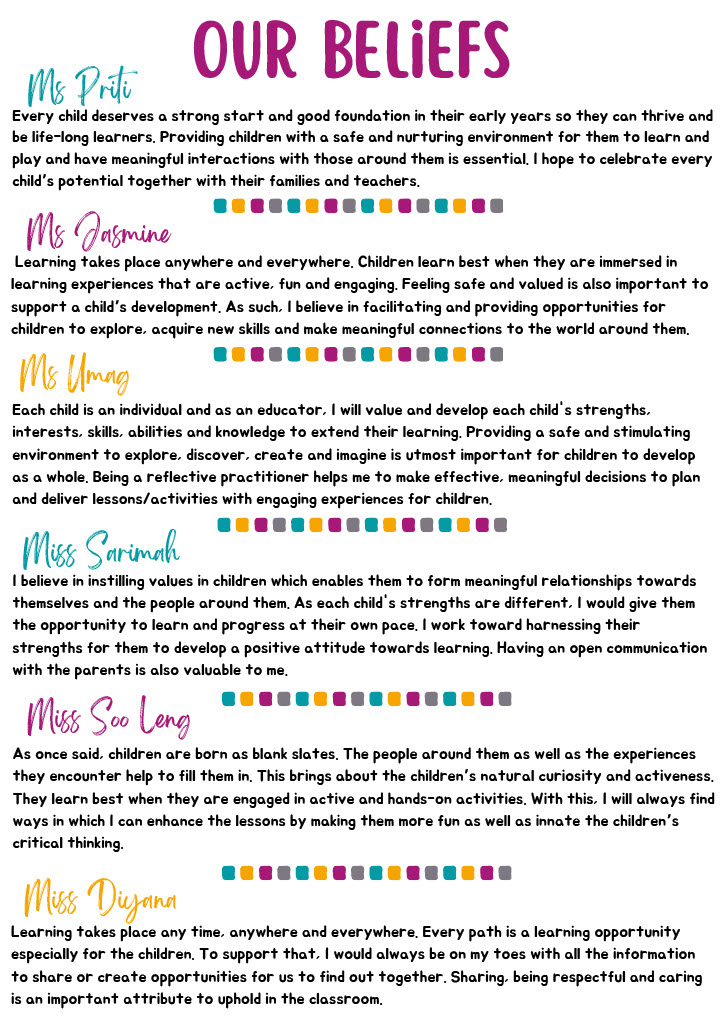 OUR BELiEFS
Ms Priti
Every child deserves a strong start and good foundation in their early years so they can thrive and
be life-long learners. Providing children with a safe and nurturing environment for them to learn and
play and have meaningful interactions with those around them is essential. I hope to celebrate every
child's potential together with their families and teachers.
Ms Jasmine
Learning takes place anywhere and everywhere. Children learn best when they are immersed in
learning experiences that are active, fun and engaging. Feeling safe and valued is also important to
support a child's development. As such, I believe in facilitating and providing opportunities for
children to explore, acquire new skills and make meaningful connections to the world around them.
Ms Umag
Each child is an individual and as an educator, I will value and develop each child's strengths,
interests, skills, abilities and knowledge to extend their learning. Providing a safe and stimulating
environment to explore, discover, create and imagine is utmost important for children to develop
as a whole. Being a reflective practitioner helps me to make effective, meaningful decisions to plan
and deliver lessons/activities with engaging experiences for children.
Miss Sarimah
I believe in instilling values in children which enables them to form meaningful relationships towards
themselves and the people around them. As each child's strengths are different, I would give them
the opportunity to learn and progress at their own pace. I work toward harnessing their
strengths for them to develop a positive attitude towards learning. Having an open communication
with the parents is also valuable to me.
Miss Soo Leng
As once said, children are born as blank slates. The people around them as well as the experiences
they encounter help to fill them in. This brings about the children's natural curiosity and activeness.
They learn best when they are engaged in active and hands-on activities. With this, I will always find
ways in which I can enhance the lessons by making them more fun as well as innate the children's
critical thinking.
Miss Diyana
Learning takes place any time, anywhere and everywhere. Every path is a learning opportunity
especially for the children. To support that, I would always be on my toes with all the information
to share or create opportunities for us to find out together. Sharing, being respectful and caring
is an important attribute to uphold in the classroom.